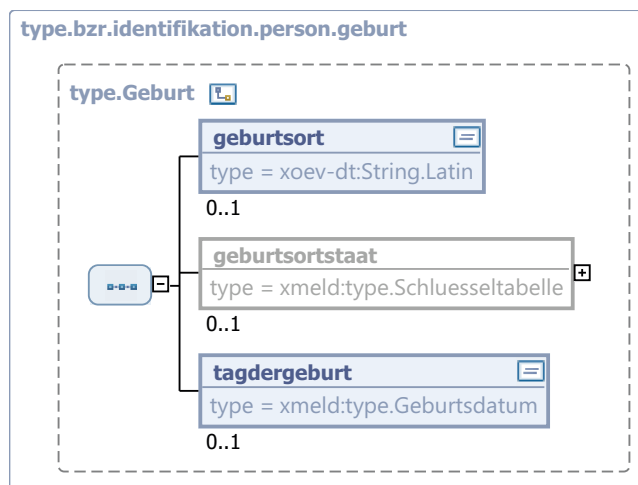 type.bzr.identifikation.person.geburt
type.Geburt
geburtsort
type = xoev-dt:String.Latin
0..1
geburtsortstaat
type = xmeld:type.Schluesseltabelle
0..1
tagdergeburt
type = xmeld:type.Geburtsdatum
0..1